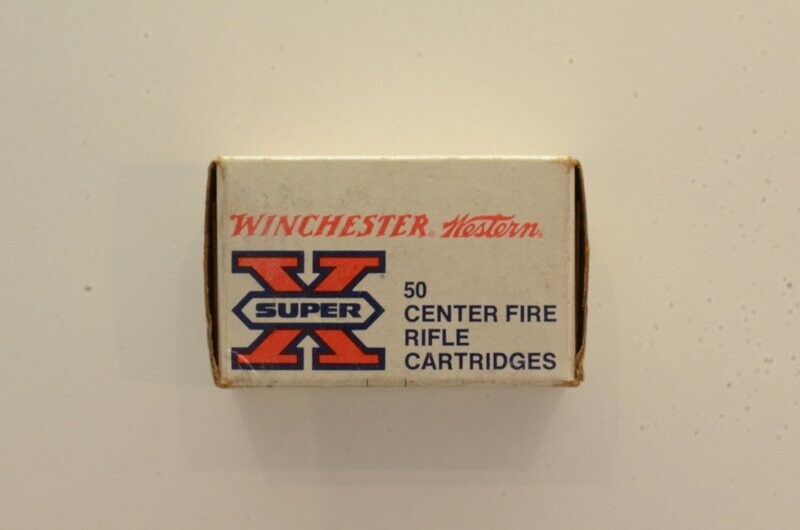 WINCHESTER® Western®
SUPER X
50
CENTER FIRE
RIFLE
CARTRIDGES